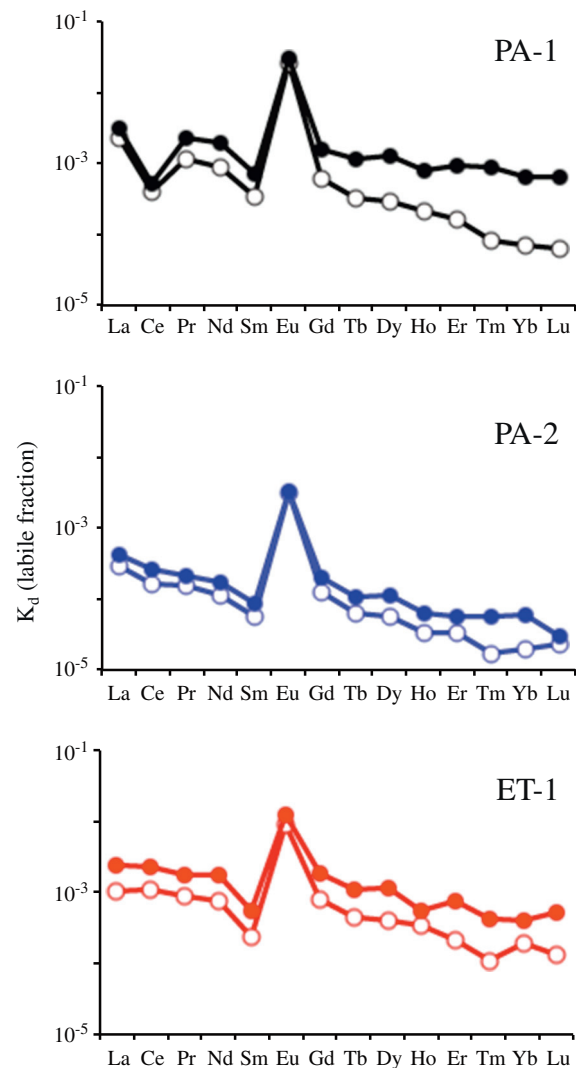 10-1
PA-1
10-3
10-5
La Ce Pr Nd Sm Eu Gd Tb Dy Ho Er Tm Yb Lu
10-1
PA-2
10-3
Kd (labile fraction)
10-5
La Ce Pr Nd Sm Eu Gd Tb Dy Ho Er Tm Yb Lu
10-1
ET-1
10-3
10-5
La Ce Pr Nd Sm Eu Gd Tb Dy Ho Er Tm Yb Lu